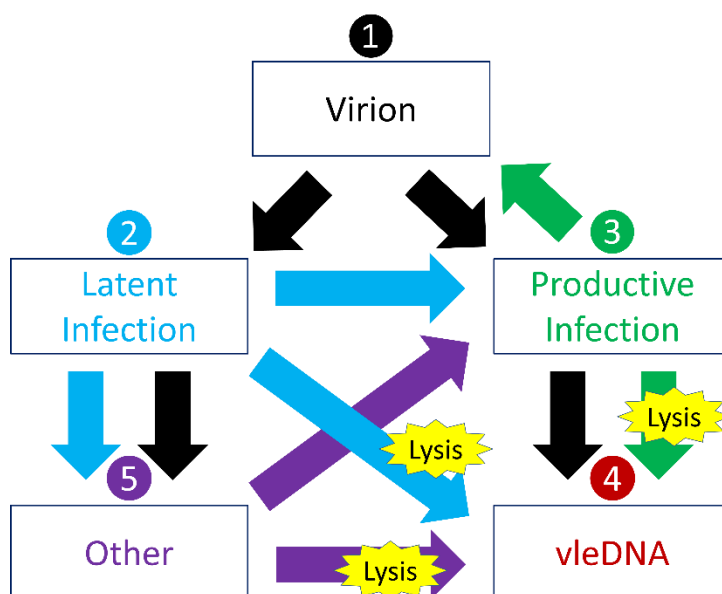 1
Virion
2
3
Latent
Infection
Productive
Infection
Lysis
Lysis
5
4
Other
vleDNA
Lysis